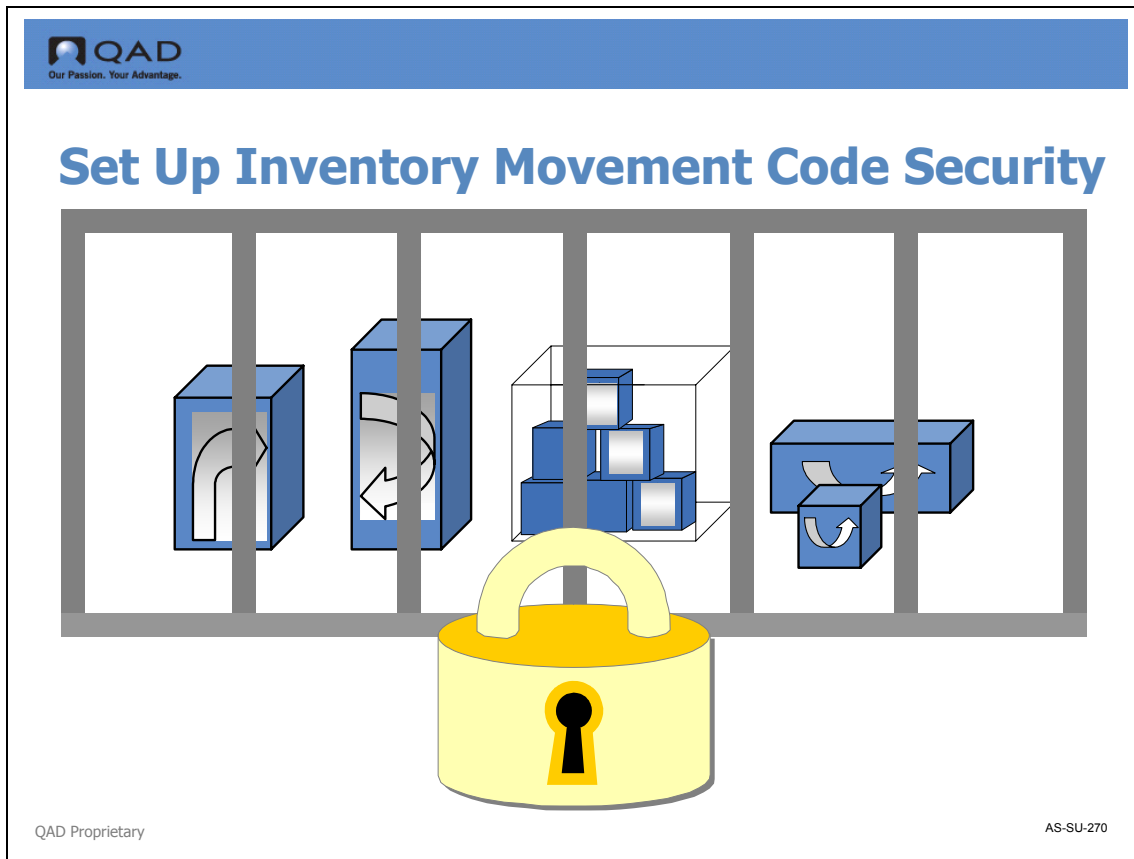 QAD
Our Passion. Your Advantage.
Set Up Inventory Movement Code Security
QAD Proprietary
AS-SU-270